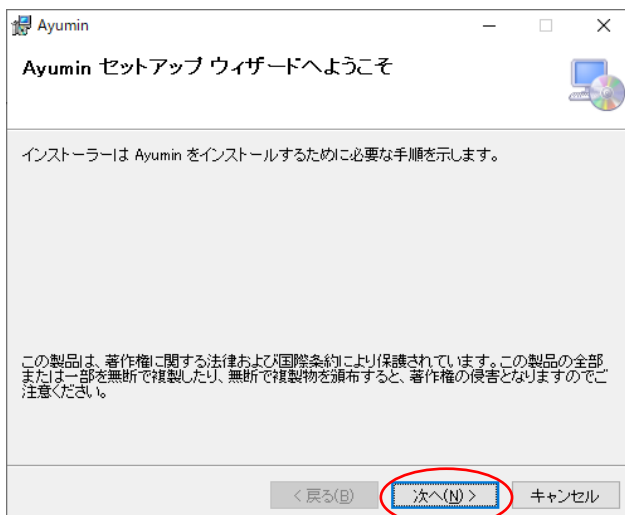 Ayumin
Ayumin セットアップ ウィザードへようこそ
インストーラーは Ayumin をインストールするために必要な手順を示します。
この製品は、著作権に関する法律および国際条約により保護されています。この製品の全部
または一部を無断で複製したり、無断で複製物を頒布すると、著作権の侵害となりますのでご
注意ください。
< 戻る(B) 次へ(N) > キャンセル